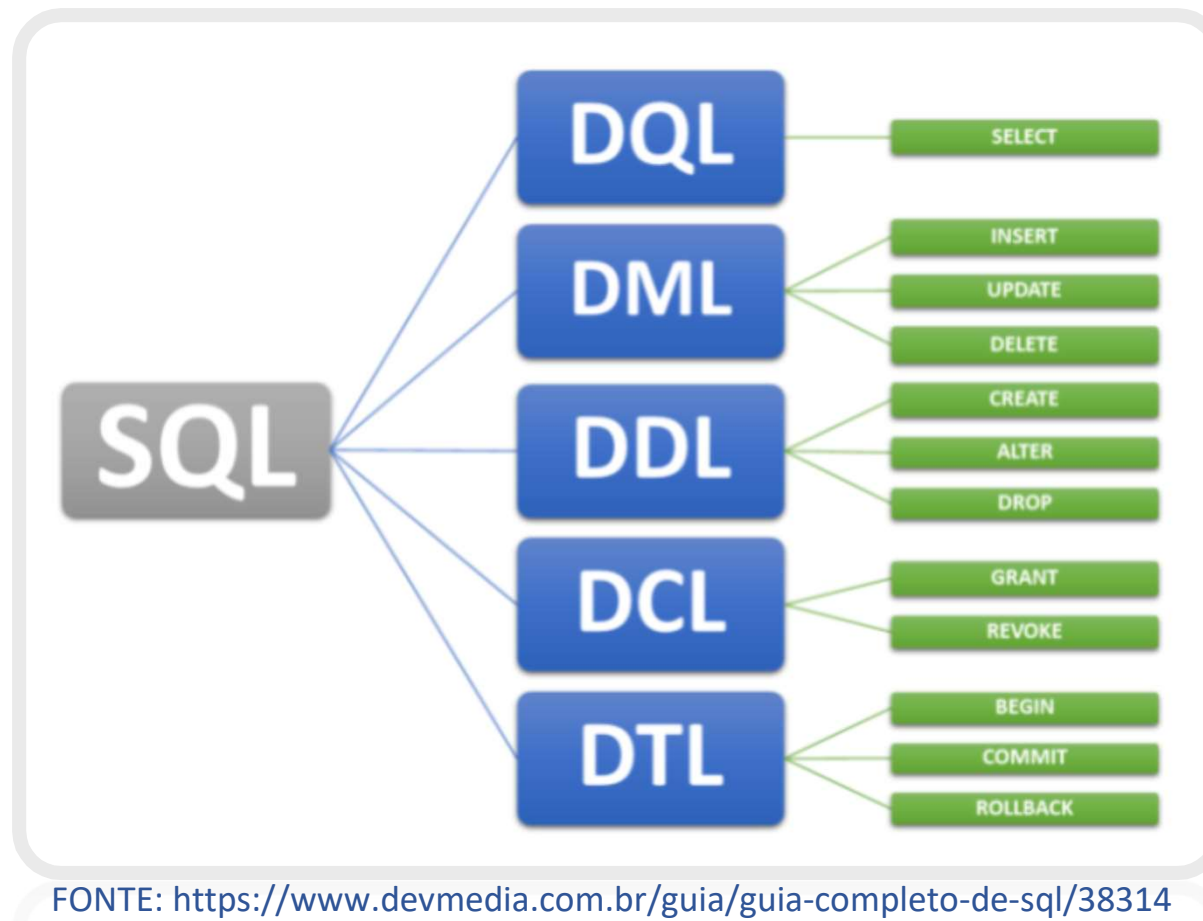 SQL
DQL
SELECT
DML
INSERT
UPDATE
DELETE
DDL
CREATE
ALTER
DROP
DCL
GRANT
REVOKE
DTL
BEGIN
COMMIT
ROLLBACK
FONTE: https://www.devmedia.com.br/guia/guia-completo-de-sql/38314